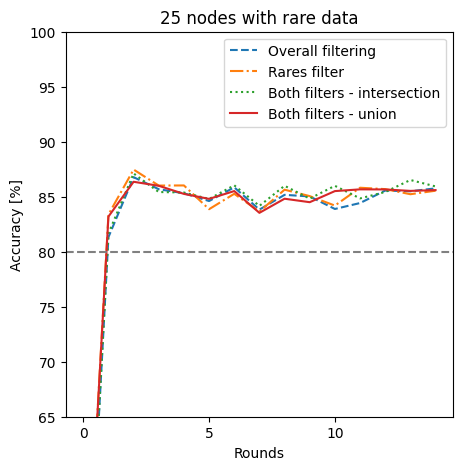 25 nodes with rare data
Overall filtering
Rares filter
Both filters - intersection
Both filters - union
Accuracy [%]
100
95
90
85
80
75
70
65
0
5
10
Rounds